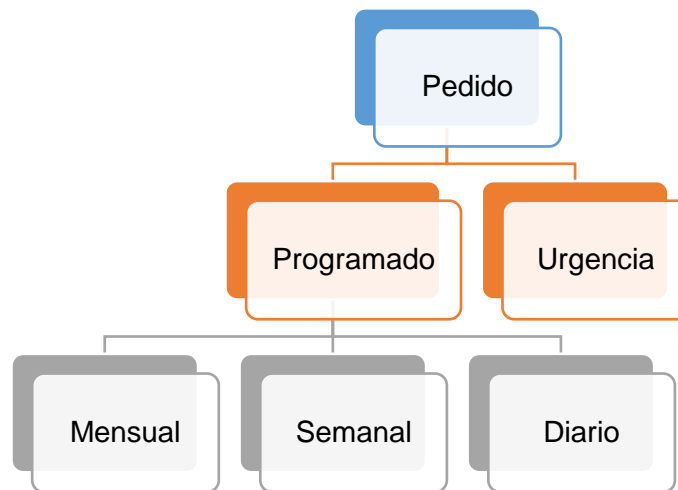 Pedido
Programado
Urgencia
Mensual
Semanal
Diario